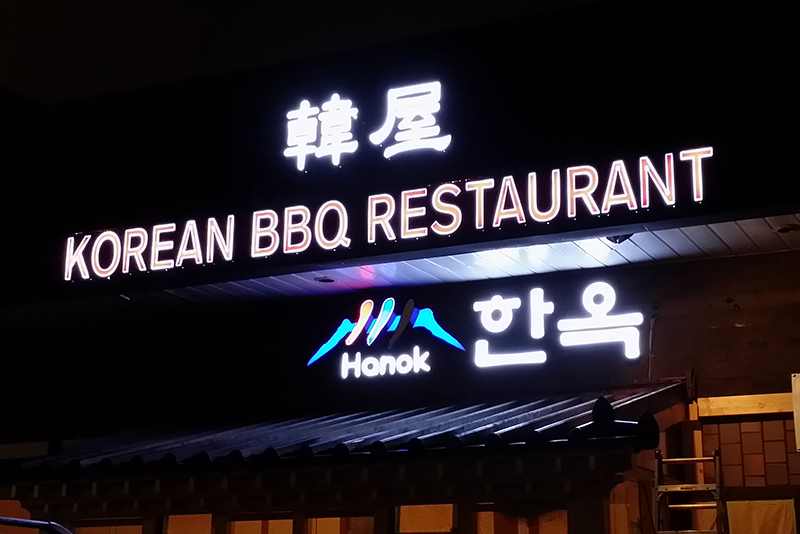 韓屋
KOREAN BBQ RESTAURANT
Hanok
한옥